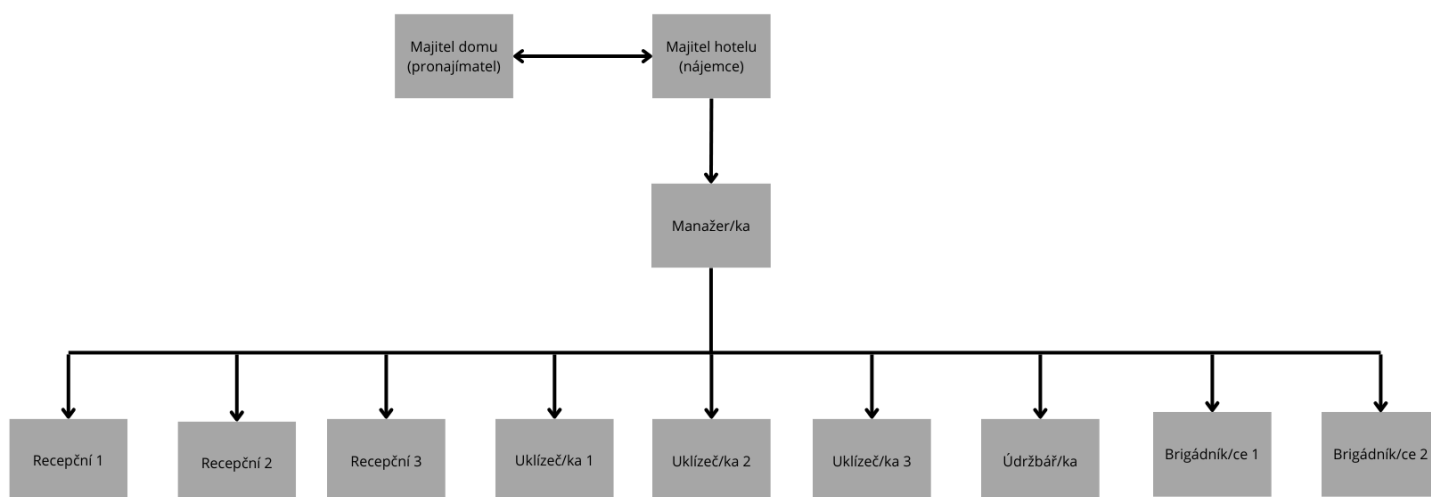 Majitel domu
(pronajímatel)
Majitel hotelu
(nájemce)
Manažer/ka
Recepční 1
Recepční 2
Recepční 3
Uklízeč/ka 1
Uklízeč/ka 2
Uklízeč/ka 3
Údržbář/ka
Brigádník/ce 1
Brigádník/ce 2